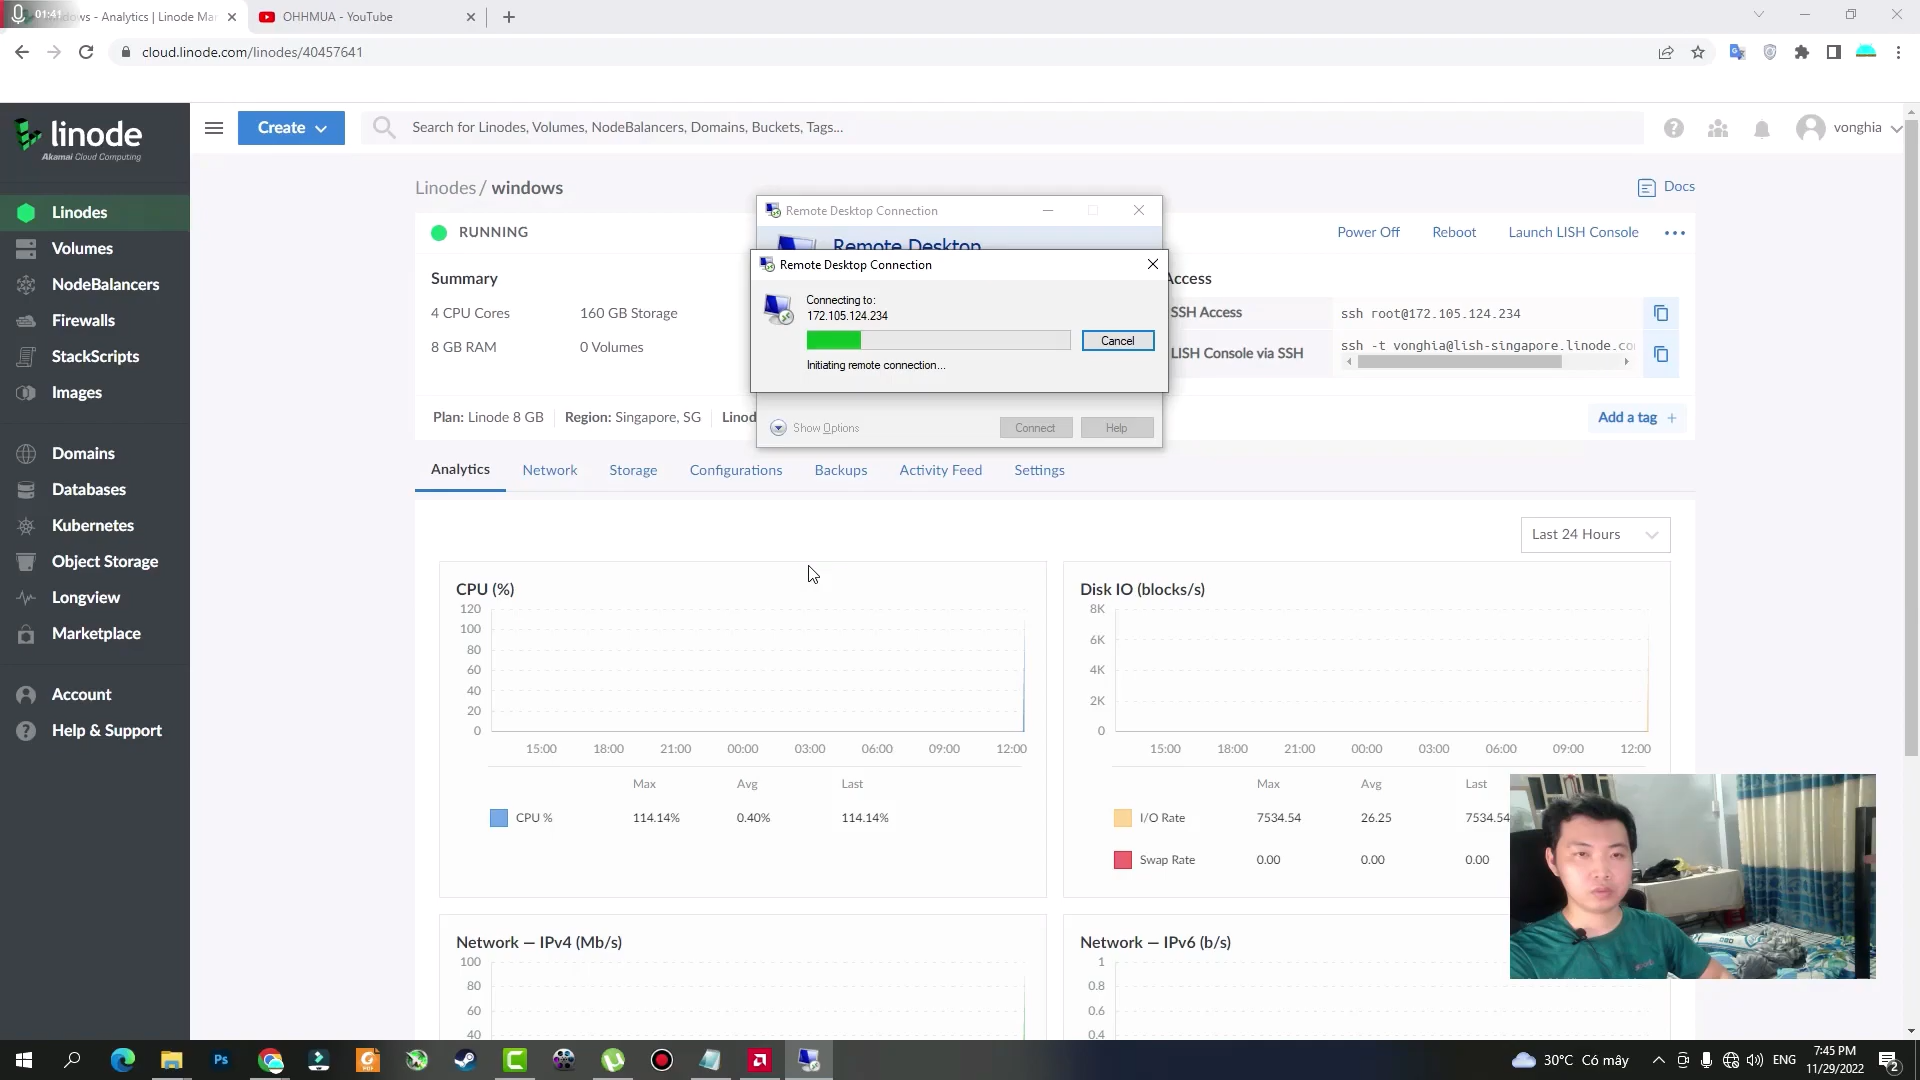 01:41
ndows - Analytics | Linode Mar
OHHMUA - YouTube
cloud.linode.com/linodes/40457641
linode
Akamai Cloud Computing
Create
Search for Linodes, Volumes, NodeBalancers, Domains, Buckets, Tags...
vonghia
Linodes
Volumes
NodeBalancers
Firewalls
StackScripts
Images
Domains
Databases
Kubernetes
Object Storage
Longview
Marketplace
Account
Help & Support
Linodes / windows
Docs
RUNNING
Power Off
Reboot
Launch LISH Console
Summary
4 CPU Cores
160 GB Storage
8 GB RAM
0 Volumes
Access
SSH Access
ssh root@172.105.124.234
LISH Console via SSH
ssh -t vonghia@lish-singapore.linode.co
Plan: Linode 8 GB
Region: Singapore, SG
Linod
Add a tag +
Remote Desktop Connection
Remote Desktop
Remote Desktop Connection
Connecting to:
172.105.124.234
Cancel
Initiating remote connection...
Show Options
Connect
Help
Analytics
Network
Storage
Configurations
Backups
Activity Feed
Settings
Last 24 Hours
CPU (%)
120
100
80
60
40
20
0
15:00 18:00 21:00 00:00 03:00 06:00 09:00 12:00
Max Avg Last
CPU % 114.14% 0.40% 114.14%
Disk IO (blocks/s)
8K
6K
4K
2K
0
15:00 18:00 21:00 00:00 03:00 06:00 09:00 12:00
Max Avg Last
I/O Rate 7534.54 26.25 7534.54
Swap Rate 0.00 0.00 0.00
Network — IPv4 (Mb/s)
100
80
60
40
Network — IPv6 (b/s)
1
0.8
0.6
0.4
Ps
30°C Có mây
ENG
7:45 PM
11/29/2022
2